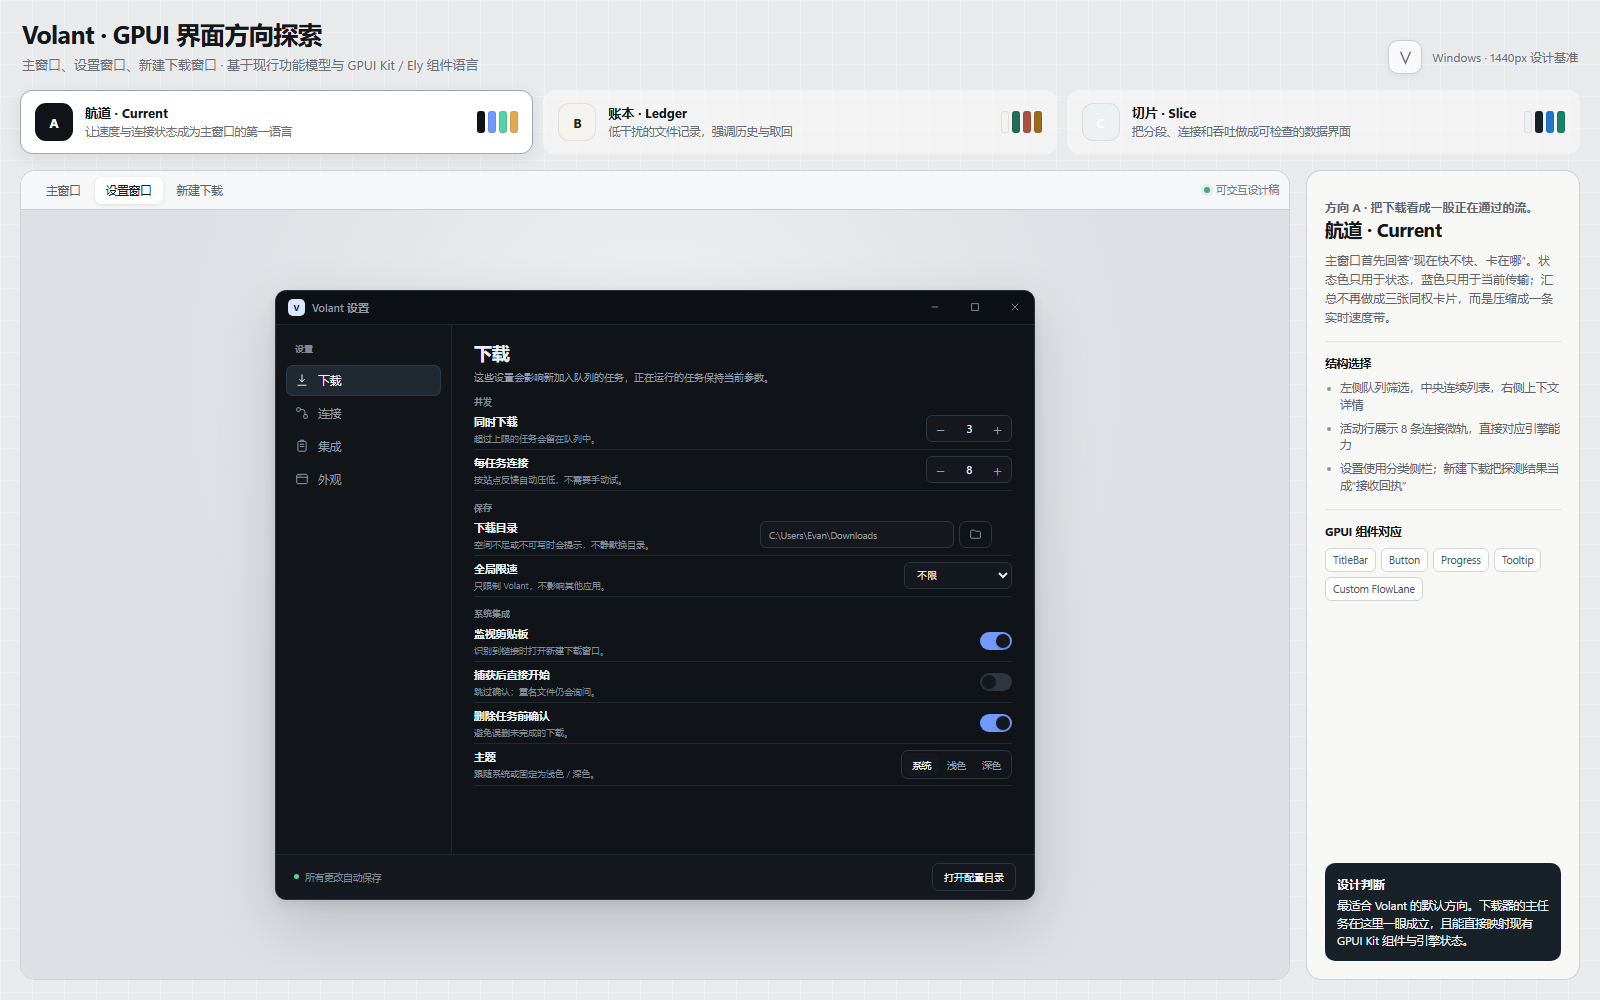 Volant · GPUI 界面方向探索
主窗口、设置窗口、新建下载窗口 · 基于现行功能模型与 GPUI Kit / Ely 组件语言
V
Windows · 1440px 设计基准
A
航道 · Current
让速度与连接状态成为主窗口的第一语言
B
账本 · Ledger
低干扰的文件记录，强调历史与取回
C
切片 · Slice
把分段、连接和吞吐做成可检查的数据界面
主窗口
设置窗口
新建下载
可交互设计稿
V
Volant 设置
设置
下载
连接
集成
外观
下载
这些设置会影响新加入队列的任务，正在运行的任务保持当前参数。
并发
同时下载
超过上限的任务会留在队列中。
− 3 +
每任务连接
按站点反馈自动压低，不需要手动试。
− 8 +
保存
下载目录
空间不足或不可写时会提示，不静默换目录。
C:\Users\Evan\Downloads
全局限速
只限制 Volant，不影响其他应用。
不限
系统集成
监视剪贴板
识别到链接时打开新建下载窗口。
捕获后直接开始
跳过确认；重名文件仍会询问。
删除任务前确认
避免误删未完成的下载。
主题
跟随系统或固定为浅色 / 深色。
系统 浅色 深色
所有更改自动保存
打开配置目录
方向 A · 把下载看成一股正在通过的流。
航道 · Current
主窗口首先回答“现在快不快、卡在哪”。状
态色只用于状态，蓝色只用于当前传输；汇
总不再做成三张同权卡片，而是压缩成一条
实时速度带。
结构选择
左侧队列筛选，中央连续列表，右侧上下文
详情
活动行展示 8 条连接微轨，直接对应引擎能
力
设置使用分类侧栏；新建下载把探测结果当
成“接收回执”
GPUI 组件对应
TitleBar
Button
Progress
Tooltip
Custom FlowLane
设计判断
最适合 Volant 的默认方向。下载器的主任
务在这里一眼成立，且能直接映射现有
GPUI Kit 组件与引擎状态。